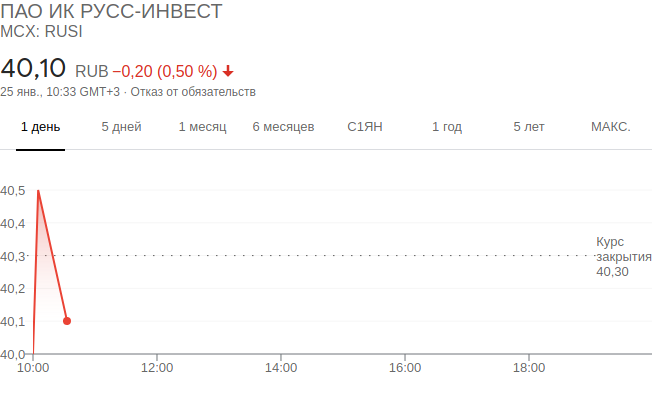 ПАО ИК РУСС-ИНВЕСТ
MCX: RUSI
40,10 RUB −0,20 (0,50 %)
25 янв., 10:33 GMT+3 · Отказ от обязательств
1 день 5 дней 1 месяц 6 месяцев С1ЯН 1 год 5 лет МАКС.
40,5
40,4
40,3
40,2
40,1
40,0
Курс
закрытия
40,30
10:00 12:00 14:00 16:00 18:00